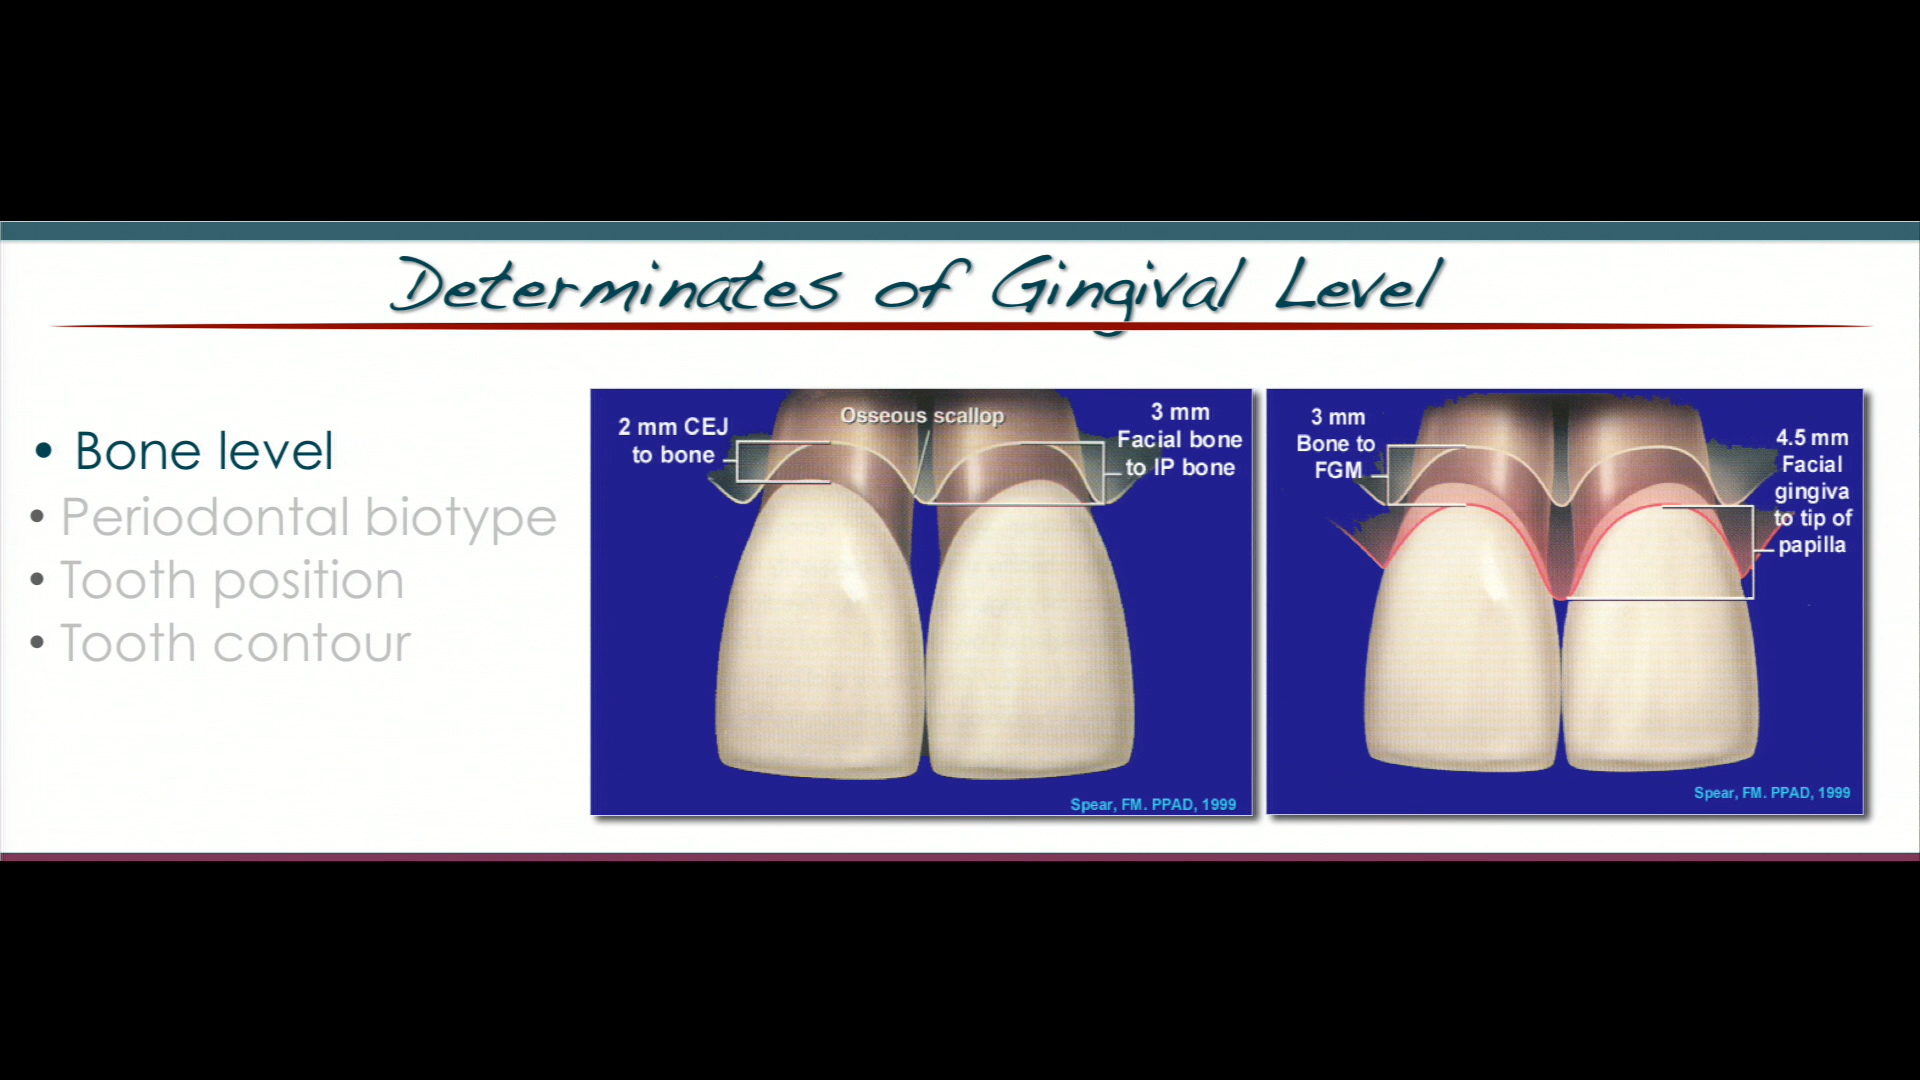 Determinates of Gingival Level
• Bone level
• Periodontal biotype
• Tooth position
• Tooth contour
2 mm CEJ
to bone
Osseous scallop
3 mm
Facial bone
to IP bone
Spear, FM. PPAD, 1999
3 mm
Bone to
FGM
4.5 mm
Facial
gingiva
to tip of
papilla
Spear, FM. PPAD, 1999